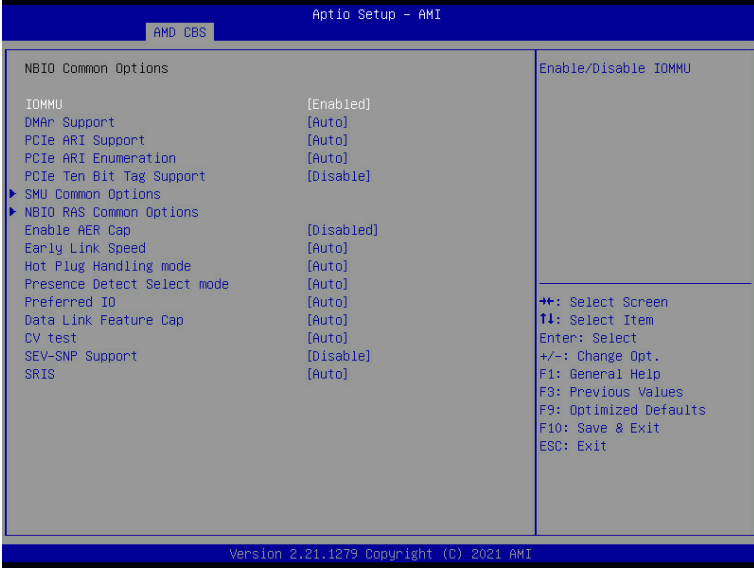 Aptio Setup – AMI
AMD CBS
NBIO Common Options
IOMMU [Enabled]
DMAr Support [Auto]
PCIe ARI Support [Auto]
PCIe ARI Enumeration [Auto]
PCIe Ten Bit Tag Support [Disable]
SMU Common Options
NBIO RAS Common Options
Enable AER Cap [Disabled]
Early Link Speed [Auto]
Hot Plug Handling mode [Auto]
Presence Detect Select mode [Auto]
Preferred IO [Auto]
Data Link Feature Cap [Auto]
CV test [Auto]
SEV-SNP Support [Disable]
SRIS [Auto]
Enable/Disable IOMMU
→←: Select Screen
↑↓: Select Item
Enter: Select
+/-: Change Opt.
F1: General Help
F3: Previous Values
F9: Optimized Defaults
F10: Save & Exit
ESC: Exit
Version 2.21.1279 Copyright (C) 2021 AMI